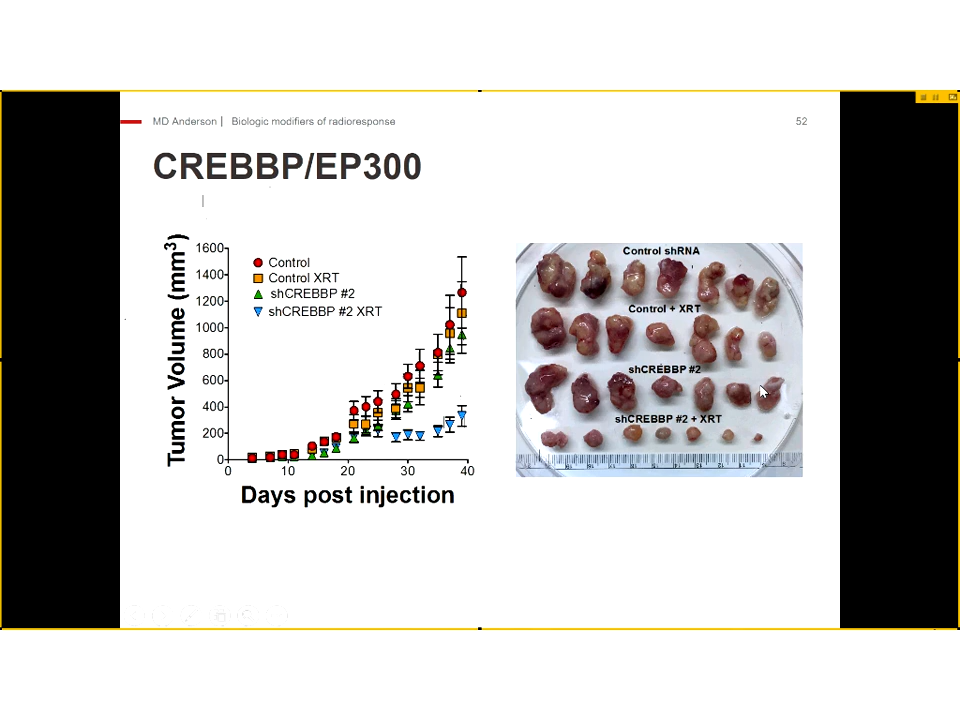 MD Anderson | Biologic modifiers of radioresponse
52
CREBBP/EP300
Tumor Volume (mm³)
1600
1400
1200
1000
800
600
400
200
0
Control
Control XRT
shCREBBP #2
shCREBBP #2 XRT
0 10 20 30 40
Days post injection
Control shRNA
Control + XRT
shCREBBP #2
shCREBBP #2 + XRT